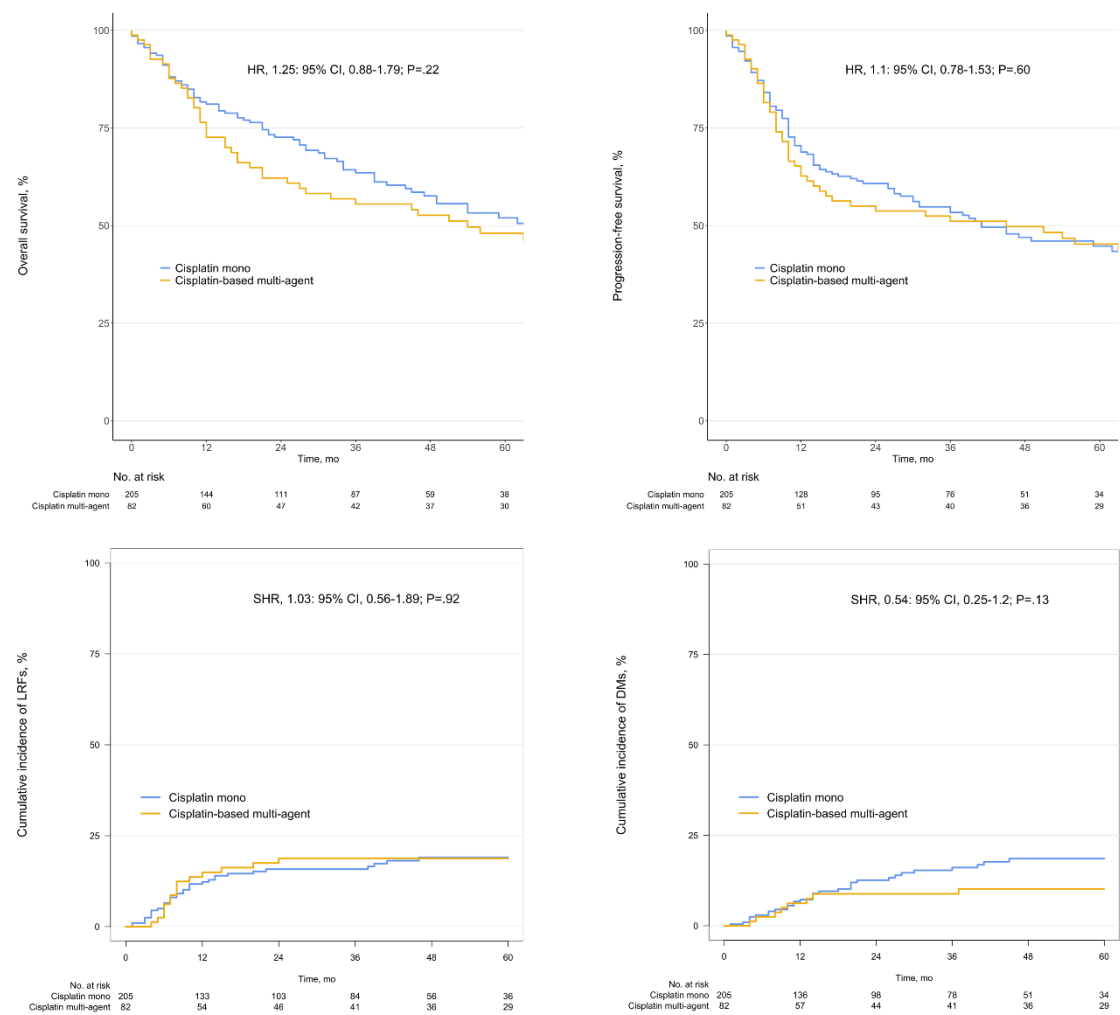 Overall survival, %
100
75
50
25
0
HR, 1.25: 95% CI, 0.88-1.79; P=.22
Cisplatin mono
Cisplatin-based multi-agent
0 12 24 36 48 60
Time, mo
No. at risk
Cisplatin mono 205 144 111 87 59 38
Cisplatin multi-agent 82 60 47 42 37 30
Progression-free survival, %
100
75
50
25
0
HR, 1.1: 95% CI, 0.78-1.53; P=.60
Cisplatin mono
Cisplatin-based multi-agent
0 12 24 36 48 60
Time, mo
No. at risk
Cisplatin mono 205 128 95 76 51 34
Cisplatin multi-agent 82 51 43 40 36 29
Cumulative incidence of LRFs, %
100
75
50
25
0
SHR, 1.03: 95% CI, 0.56-1.89; P=.92
Cisplatin mono
Cisplatin-based multi-agent
0 12 24 36 48 60
Time, mo
No. at risk
Cisplatin mono 205 133 103 84 56 36
Cisplatin multi-agent 82 54 46 41 36 29
Cumulative incidence of DMs, %
100
75
50
25
0
SHR, 0.54: 95% CI, 0.25-1.2; P=.13
Cisplatin mono
Cisplatin-based multi-agent
0 12 24 36 48 60
Time, mo
No. at risk
Cisplatin mono 205 136 98 78 51 34
Cisplatin multi-agent 82 57 44 41 36 29